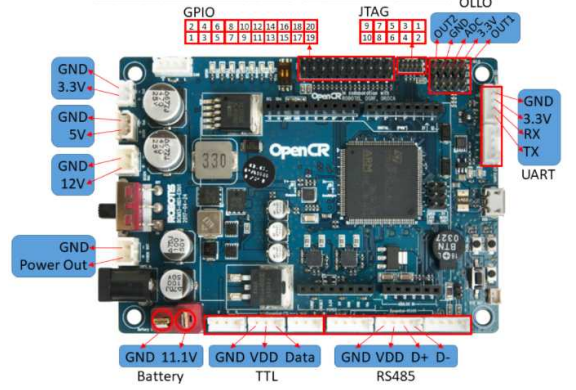 GPIO
2 4 6 8 10 12 14 16 18 20
1 3 5 7 9 11 13 15 17 19
JTAG
9 7 5 3 1
10 8 6 4 2
OLLO
OUT2
GND
ADC
3.3V
OUT1
GND
3.3V
GND
5V
GND
12V
GND
Power Out
GND
3.3V
RX
TX
UART
OpenCR
330
ROBOTIS
GND 11.1V
Battery
GND VDD Data
TTL
GND VDD D+ D-
RS485